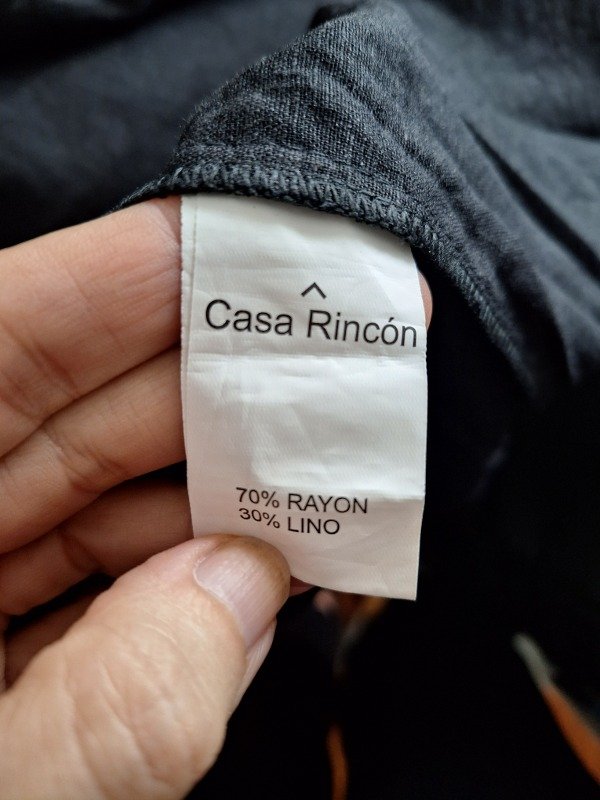 Casa Rincón
70% RAYON
30% LINO